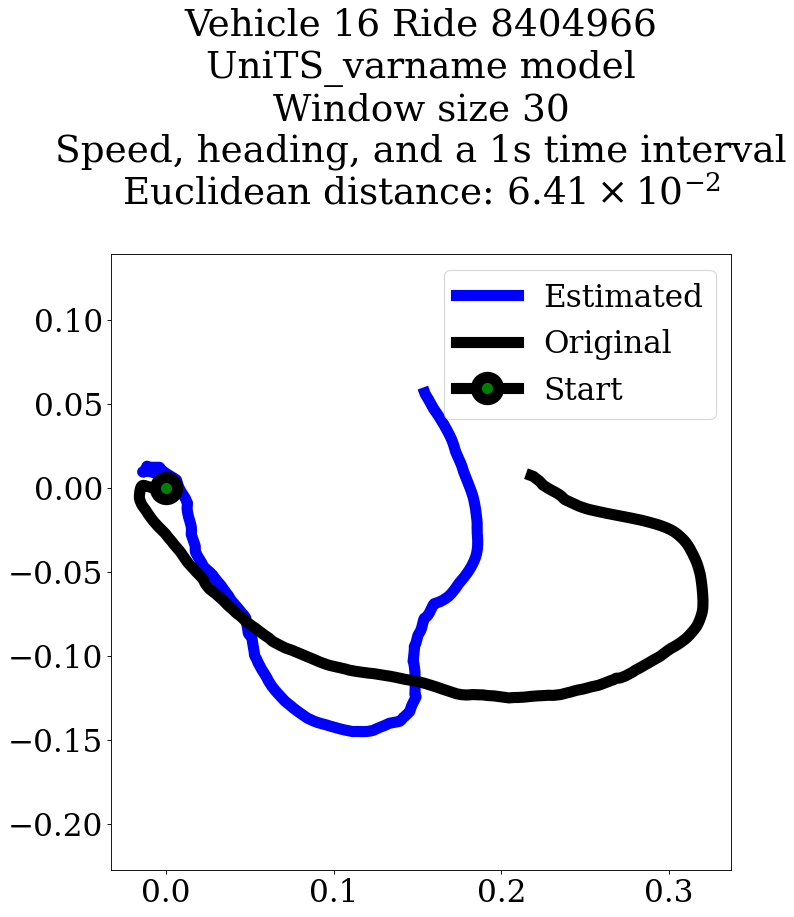 Vehicle 16 Ride 8404966
UniTS_varname model
Window size 30
Speed, heading, and a 1s time interval
Euclidean distance: 6.41 × 10⁻²
Estimated
Original
Start
0.10
0.05
0.00
−0.05
−0.10
−0.15
−0.20
0.0 0.1 0.2 0.3